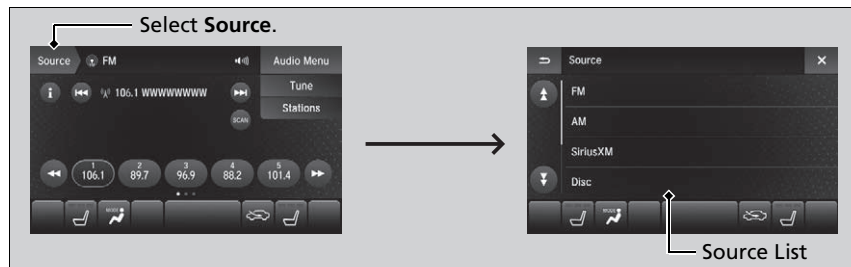 Select Source.
Source FM Audio Menu
i 106.1 WWWWWWWW Tune
Stations
SCAN
1 2 3 4 5
106.1 89.7 96.9 88.2 101.4
MODE
Source ×
FM
AM
SiriusXM
Disc
MODE
Source List